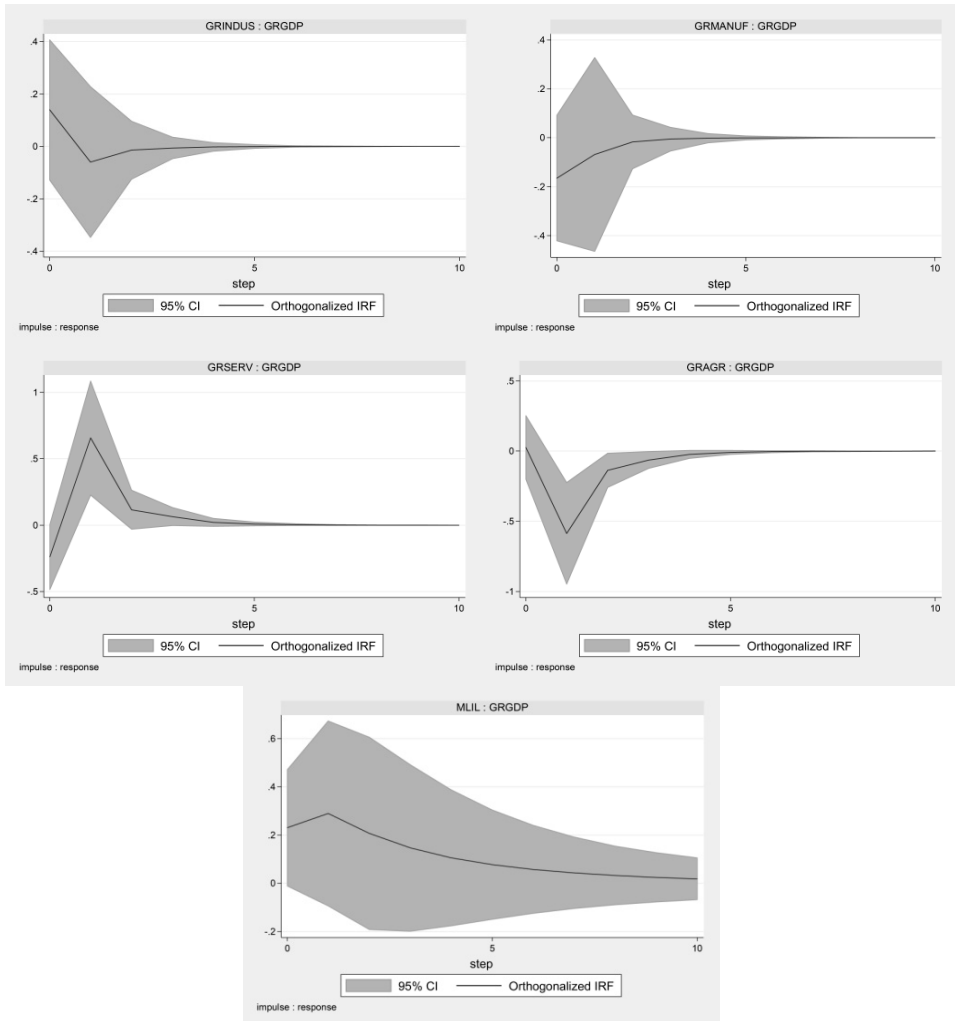 GRINDUS : GRGDP
.4
.2
0
-.2
-.4
0 5 10
step
95% CI Orthogonalized IRF
impulse : response
GRMANUF : GRGDP
.4
.2
0
-.2
-.4
0 5 10
step
95% CI Orthogonalized IRF
impulse : response
GRSERV : GRGDP
1
.5
0
-.5
0 5 10
step
95% CI Orthogonalized IRF
impulse : response
GRAGR : GRGDP
.5
0
-.5
-1
0 5 10
step
95% CI Orthogonalized IRF
impulse : response
MLIL : GRGDP
.6
.4
.2
0
-.2
0 5 10
step
95% CI Orthogonalized IRF
impulse : response